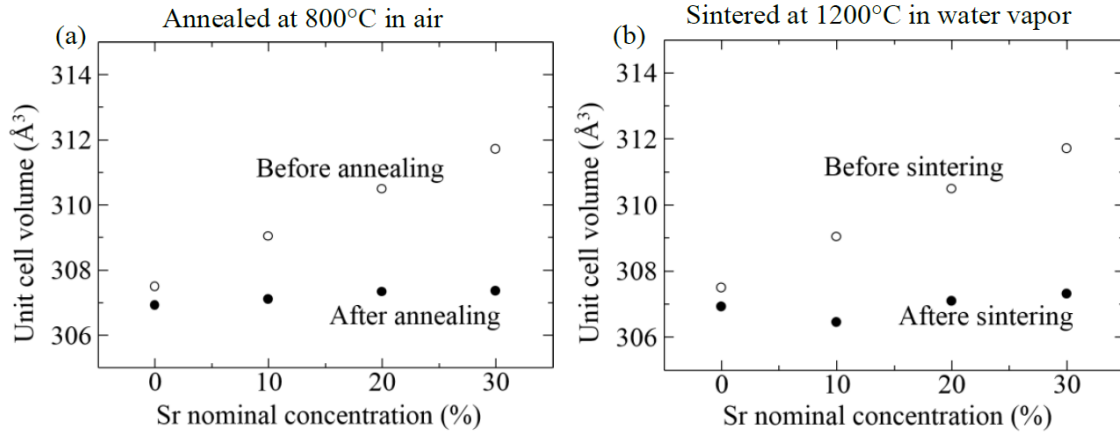 Annealed at 800°C in air
(a)
Unit cell volume (Å³)
314
312
310
308
306
Before annealing
After annealing
0 10 20 30
Sr nominal concentration (%)
Sintered at 1200°C in water vapor
(b)
Unit cell volume (Å³)
314
312
310
308
306
Before sintering
Aftere sintering
0 10 20 30
Sr nominal concentration (%)